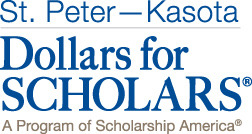 St. Peter—Kasota
Dollars for
SCHOLARS®
A Program of Scholarship America®